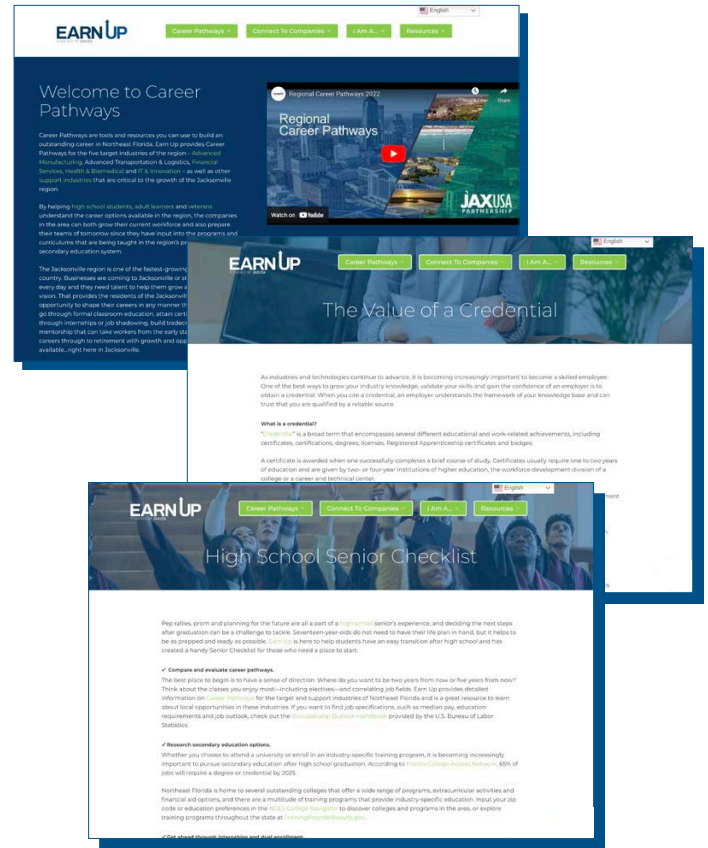 English
EARN UP
Career Pathways
Connect To Companies
I Am A...
Resources
Welcome to Career
Pathways
Career Pathways are tools and resources you can use to build an
outstanding career in Northeast Florida. Earn Up provides Career
Pathways for the five target industries of the region – Advanced
Manufacturing, Advanced Transportation & Logistics, Financial
Services, Health & Biomedical and IT & Innovation – as well as other
support industries that are critical to the growth of the Jacksonville
region.
By helping high school students, adult learners and veterans
understand the career options available in the region, the companies
in the area can both grow their current workforce and also prepare
their teams of tomorrow since they have input into the programs and
curriculums that are being taught in the region's
secondary education system.
The Jacksonville region is one of the fastest-growing
country. Businesses are coming to Jacksonville or
every day and they need talent to help them grow
vision. That provides the residents of the
opportunity to shape their careers in any manner
go through formal classroom education, attain
through internships or job shadowing, build
mentorship that can take workers from the early
careers through to retirement with growth and
available...right here in Jacksonville.
Regional Career Pathways 2022
Watch later
Share
Regional
Career Pathways
JAXUSA
PARTNERSHIP
Watch on YouTube
English
EARN UP
Career Pathways
Connect To Companies
I Am A...
Resources
The Value of a Credential
As industries and technologies continue to advance, it is becoming increasingly important to become a skilled employee.
One of the best ways to grow your industry knowledge, validate your skills and gain the confidence of an employer is to
obtain a credential. When you cite a credential, an employer understands the framework of your knowledge base and can
trust that you are qualified by a reliable source.
What is a credential?
"Credential" is a broad term that encompasses several different educational and work-related achievements, including
certificates, certifications, degrees, licenses, Registered Apprenticeship certificates and badges.
A certificate is awarded when one successfully completes a brief course of study. Certificates usually require one to two years
of education and are given by two- or four-year institutions of higher education, the workforce development division of a
college or a career and technical center.
English
EARN UP
Career Pathways
Connect To Companies
I Am A...
Resources
High School Senior Checklist
Pep rallies, prom and planning for the future are all a part of a high school senior's experience, and deciding the next steps
after graduation can be a challenge to tackle. Seventeen-year-olds do not need to have their life plan in hand, but it helps to
be as prepped and ready as possible. Earn Up is here to help students have an easy transition after high school and has
created a handy Senior Checklist for those who need a place to start.
✓ Compare and evaluate career pathways.
The best place to begin is to have a sense of direction. Where do you want to be two years from now or five years from now?
Think about the classes you enjoy most—including electives—and correlating job fields. Earn Up provides detailed
information on Career Pathways for the target and support industries of Northeast Florida and is a great resource to learn
about local opportunities in these industries. If you want to find job specifications, such as median pay, education
requirements and job outlook, check out the Occupational Outlook Handbook provided by the U.S. Bureau of Labor
Statistics.
✓ Research secondary education options.
Whether you choose to attend a university or enroll in an industry-specific training program, it is becoming increasingly
important to pursue secondary education after high school graduation. According to Florida College Access Network, 65% of
jobs will require a degree or credential by 2025.
Northeast Florida is home to several outstanding colleges that offer a wide range of programs, extracurricular activities and
financial aid options, and there are a multitude of training programs that provide industry-specific education. Input your zip
code or education preferences in the NCES College Navigator to discover colleges and programs in the area, or explore
training programs throughout the state at TrainingProviderResults.gov.
✓ Get ahead through internships and dual enrollment.